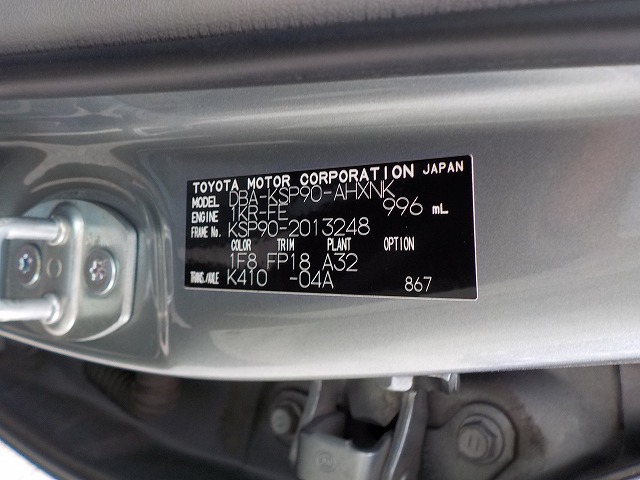 TOYOTA MOTOR CORPORATION JAPAN
MODEL DBA-KSP90-AHXNK
ENGINE 1KR-FE 996 mL
FRAME No. KSP90-2013248
COLOR TRIM PLANT OPTION
1F8 FP18 A32
TRANS./AXLE K410 -04A 867